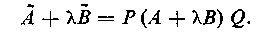 Ã + λB̃ = P (A + λB) Q.